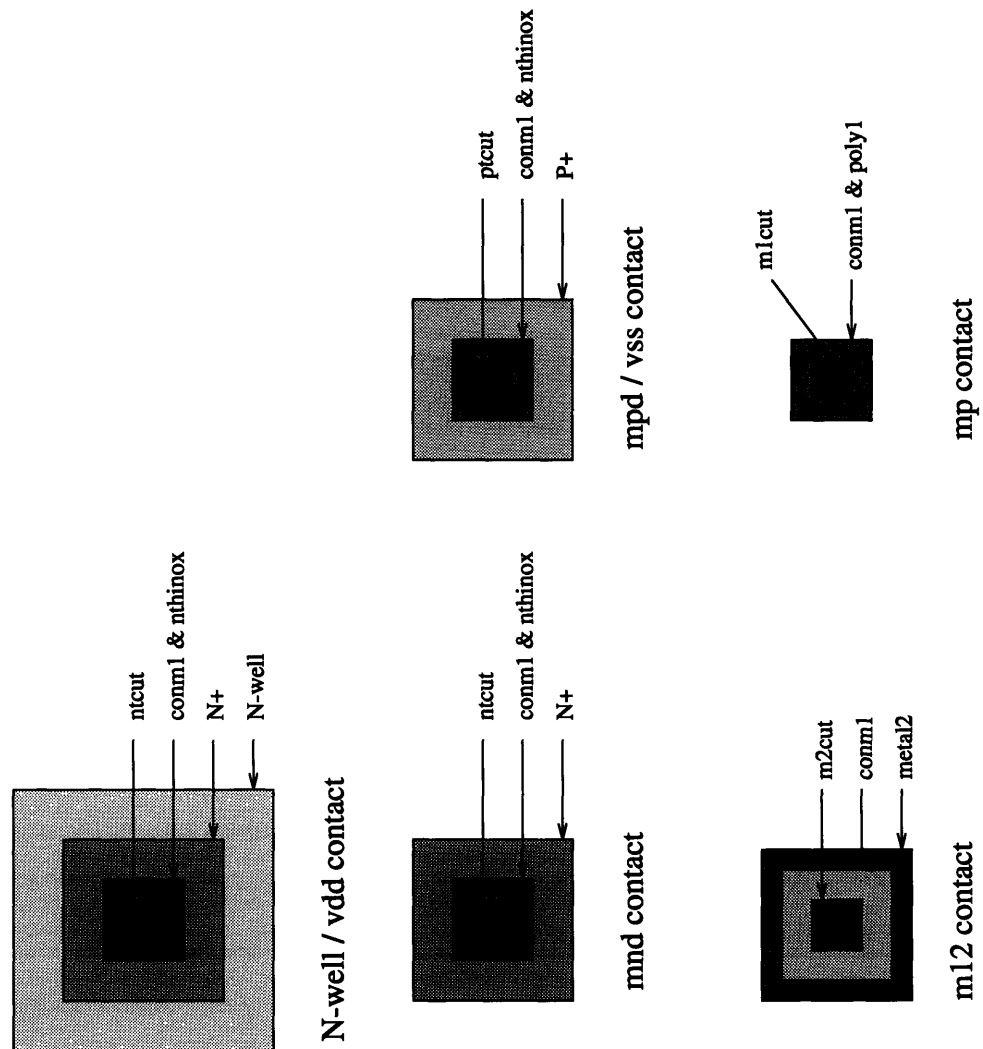 ntcut
conm1 & nthinox
N+
N-well
N-well / vdd contact
ntcut
conm1 & nthinox
N+
mnd contact
ptcut
conm1 & nthinox
P+
mpd / vss contact
m2cut
conm1
metal2
m12 contact
m1cut
conm1 & poly1
mp contact